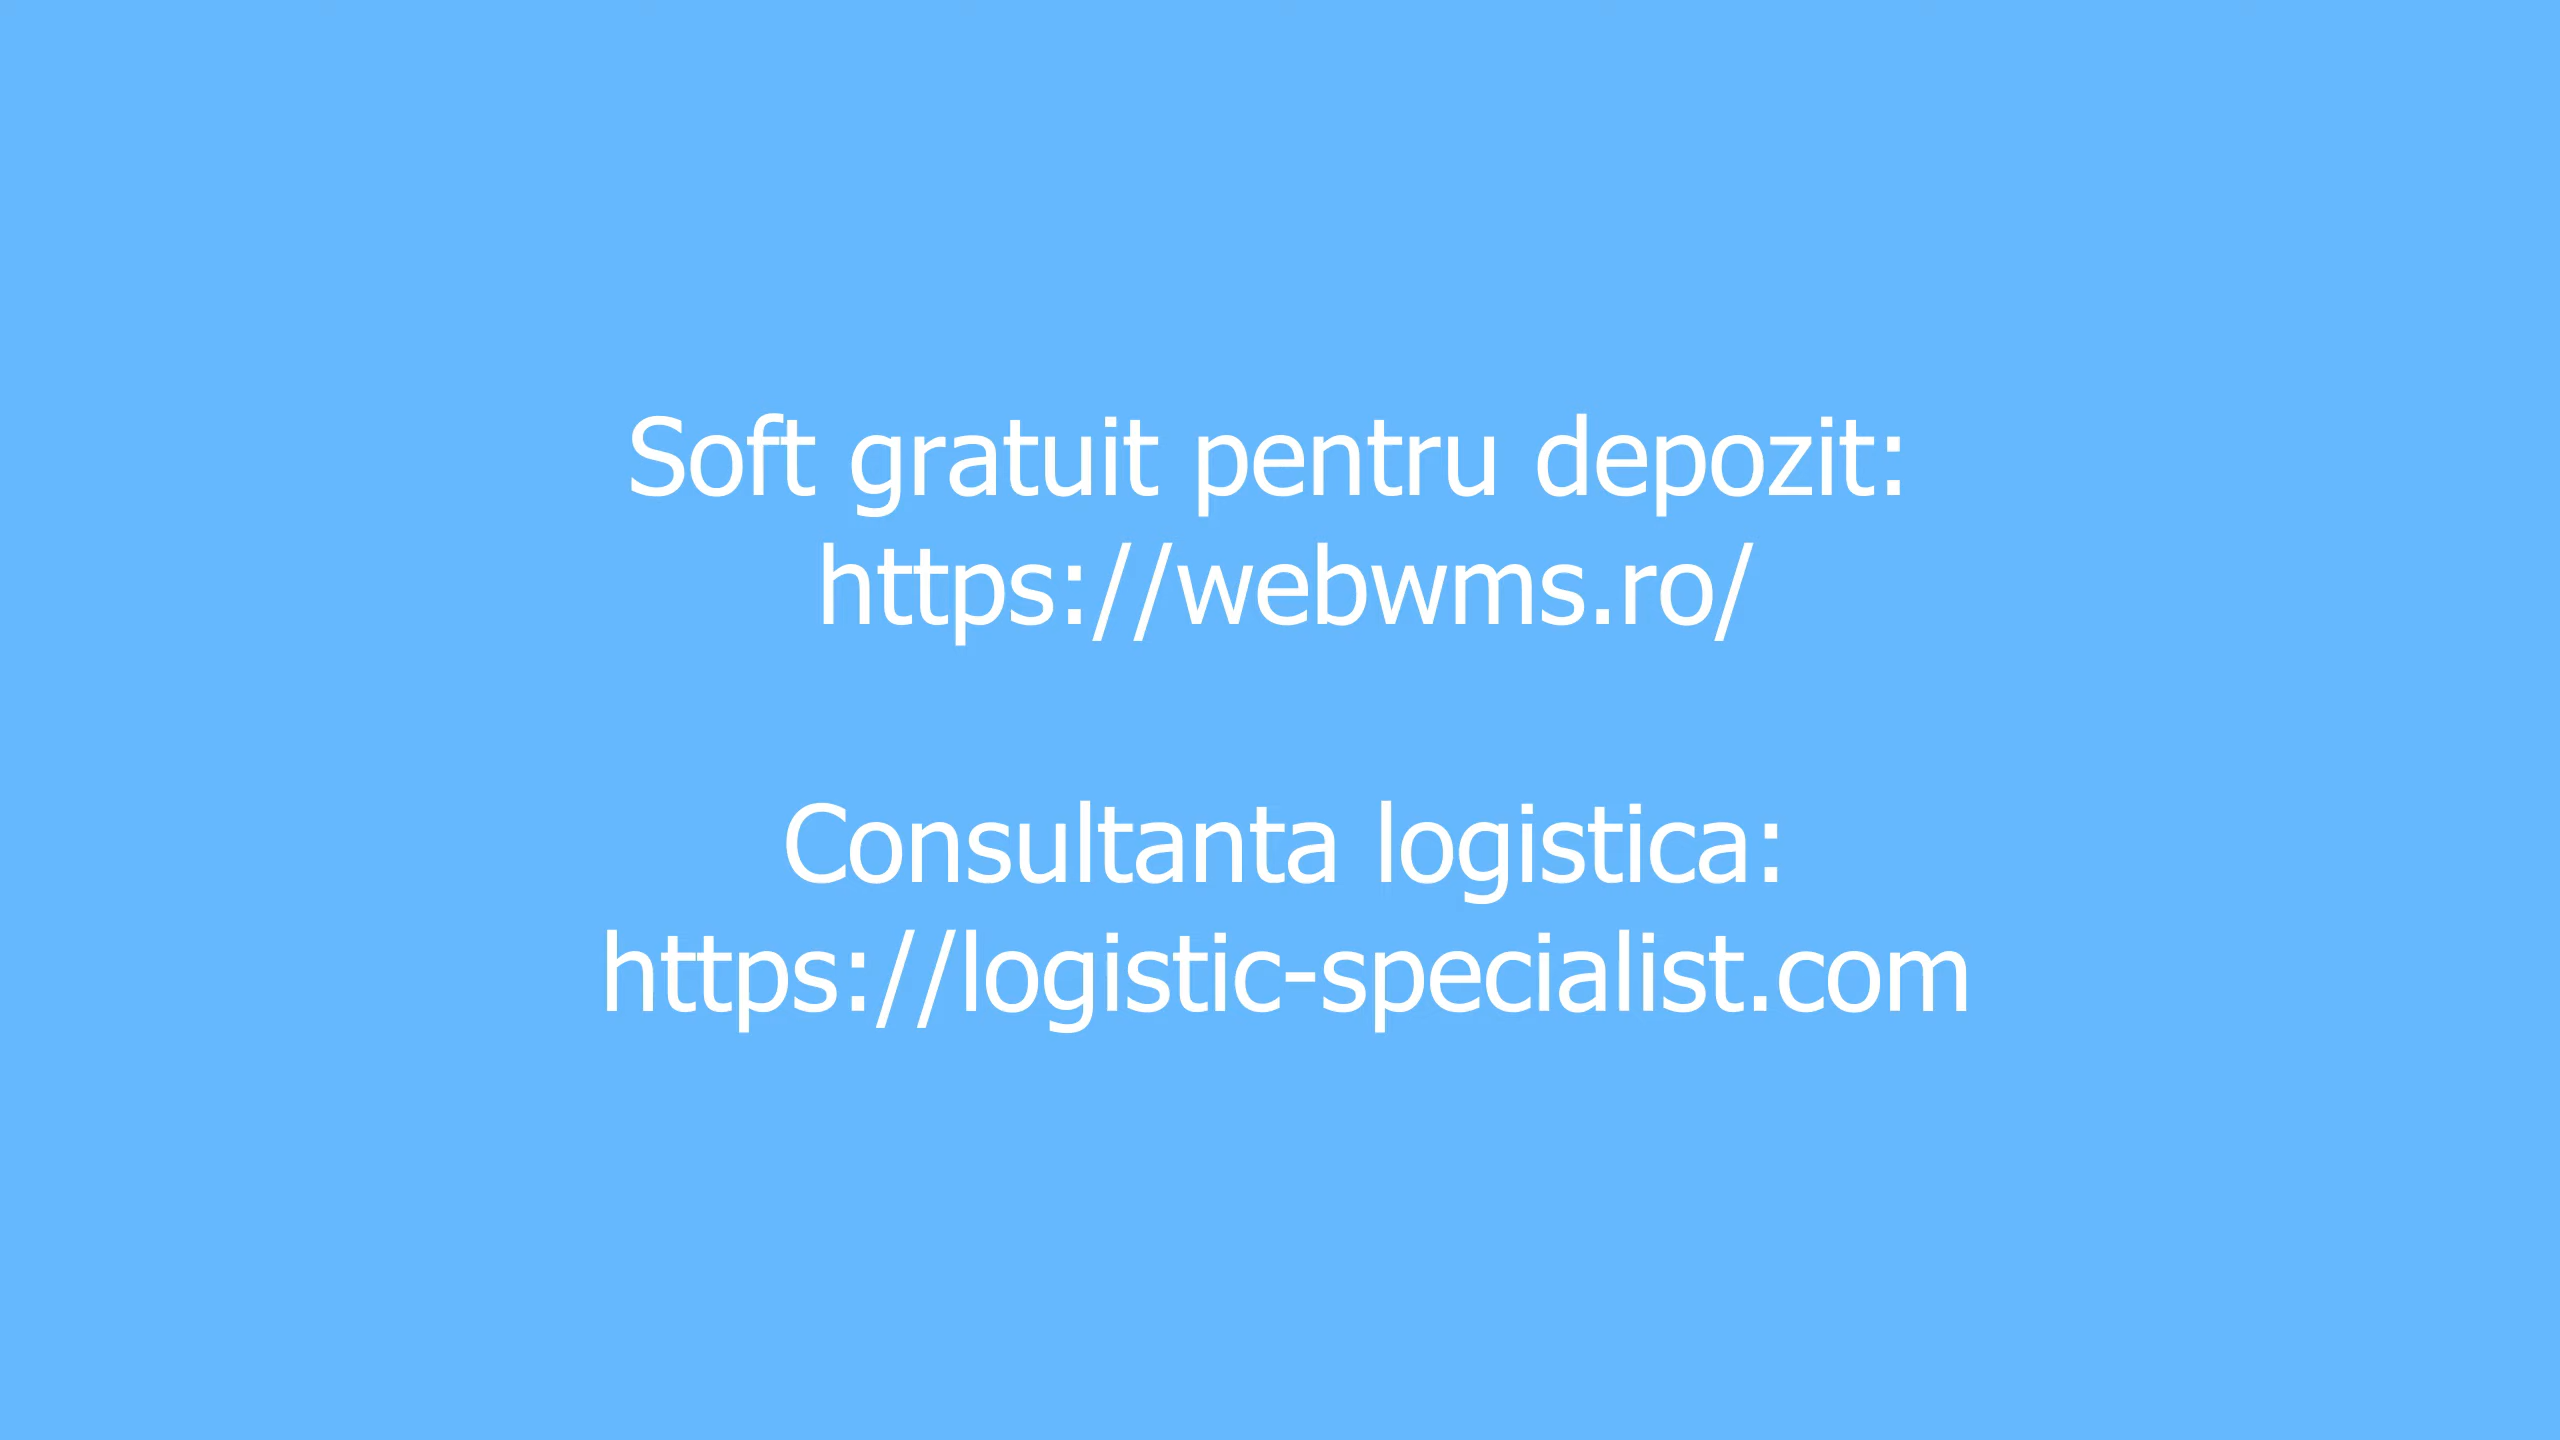 Soft gratuit pentru depozit:
https://webwms.ro/
Consultanta logistica:
https://logistic-specialist.com